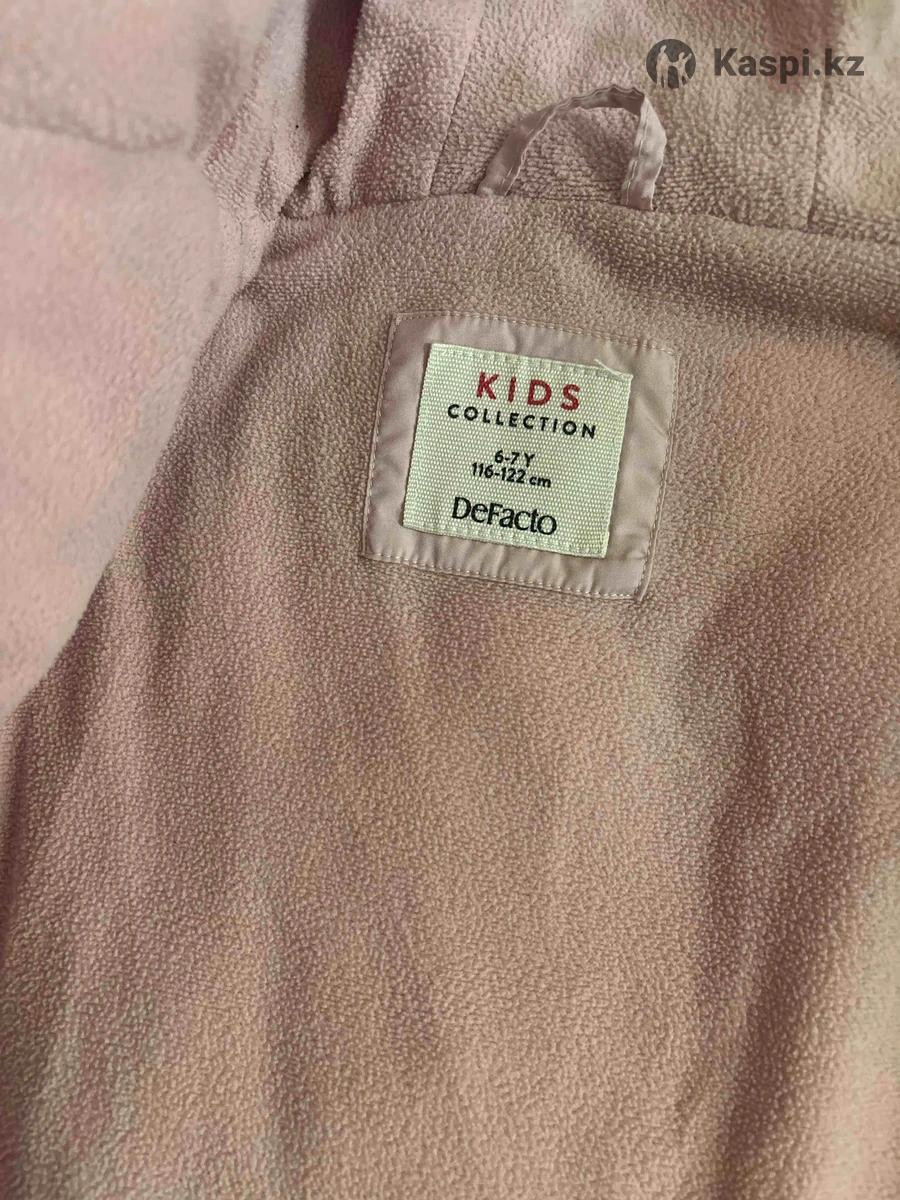 Kaspi.kz
KIDS
COLLECTION
6-7 Y
116-122 cm
DeFacto